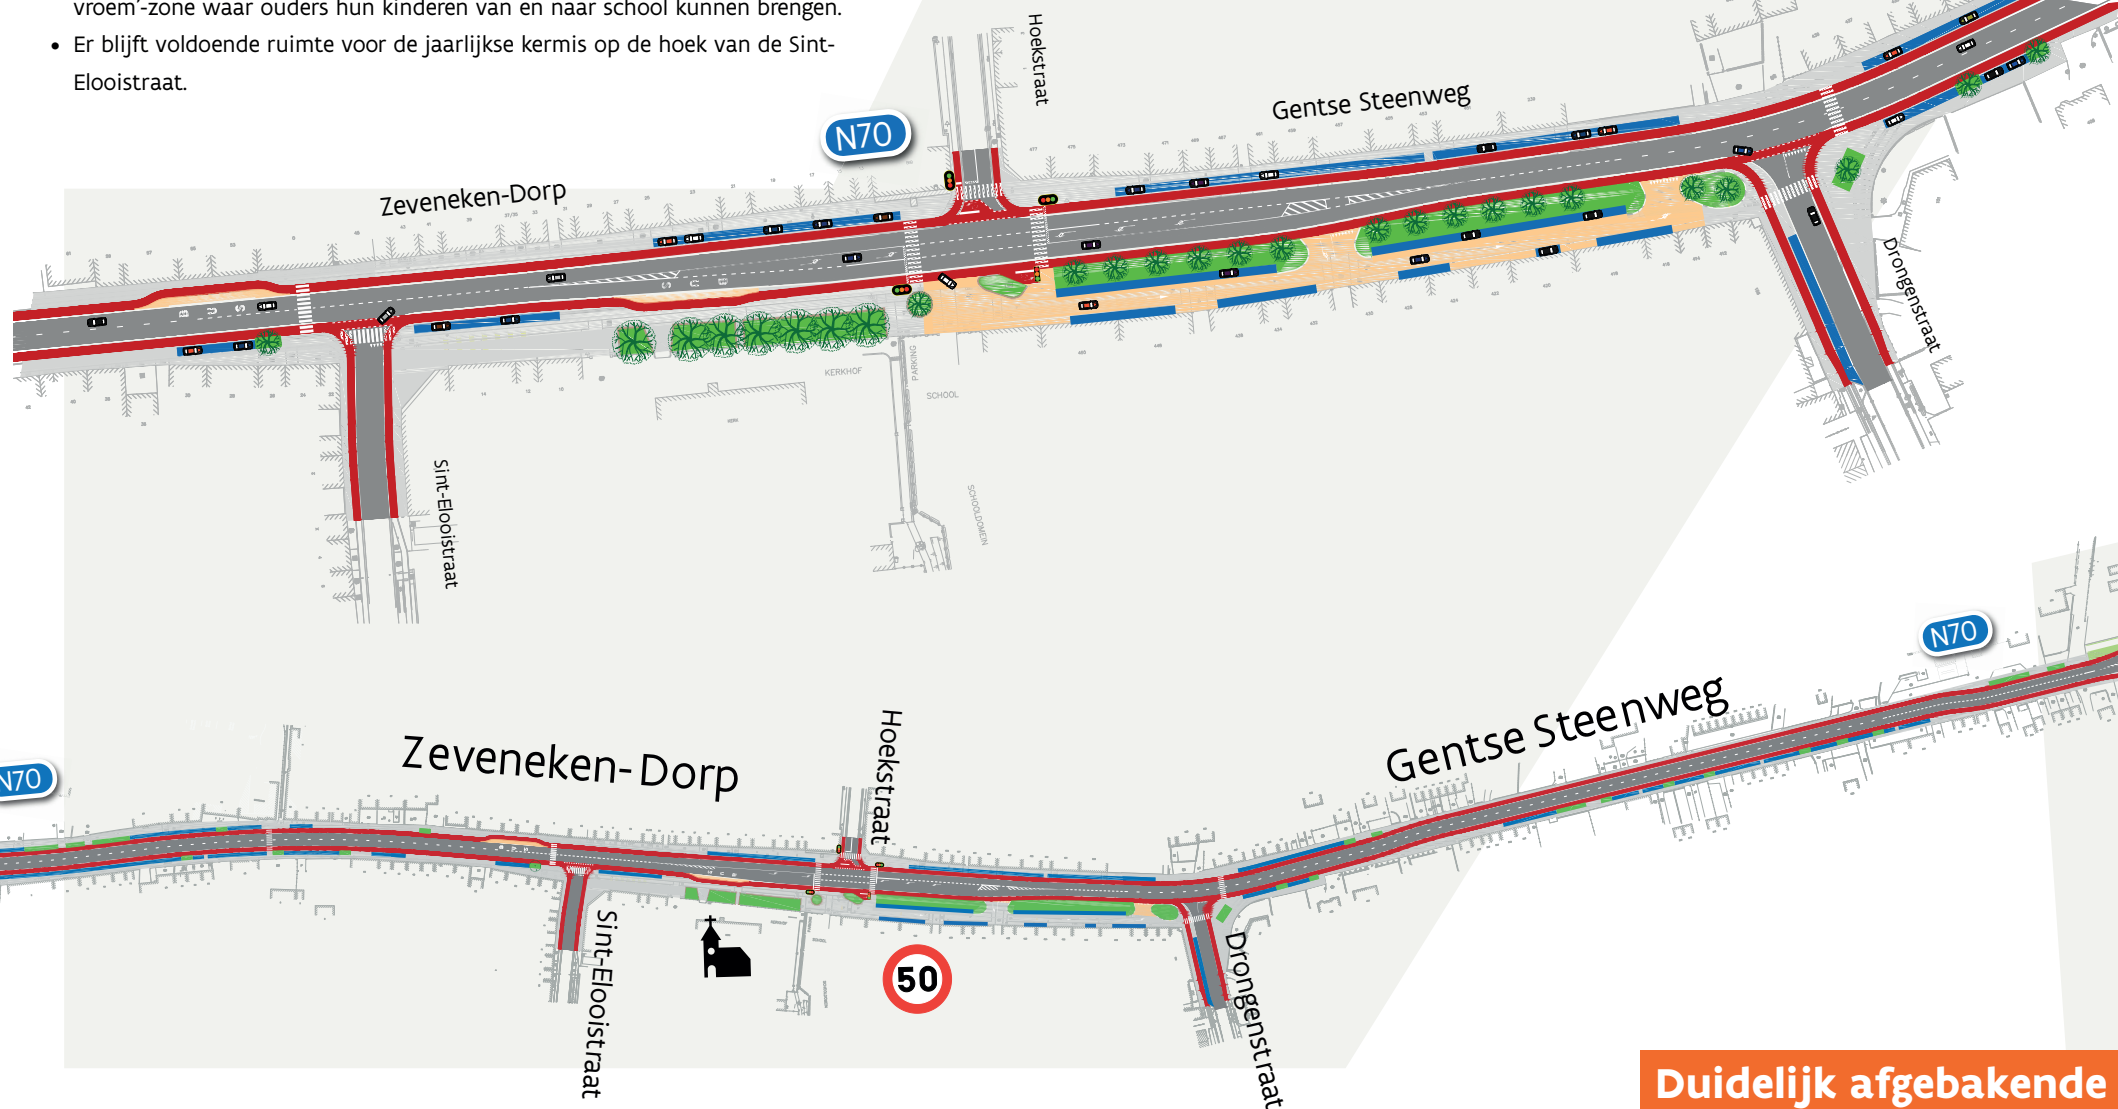 vroem'-zone waar ouders hun kinderen van en naar school kunnen brengen.
• Er blijft voldoende ruimte voor de jaarlijkse kermis op de hoek van de Sint-
Elooistraat.
Hoekstraat
Gentse Steenweg
N70
Zeveneken-Dorp
BUS
BUS
Drongenstraat
KERKHOF
PARKING
SCHOOL
Sint-Elooistraat
SCHOOLDOMEIN
N70
Gentse Steenweg
Hoekstraat
Zeveneken-Dorp
N70
Sint-Elooistraat
50
Drongenstraat
Duidelijk afgebakende